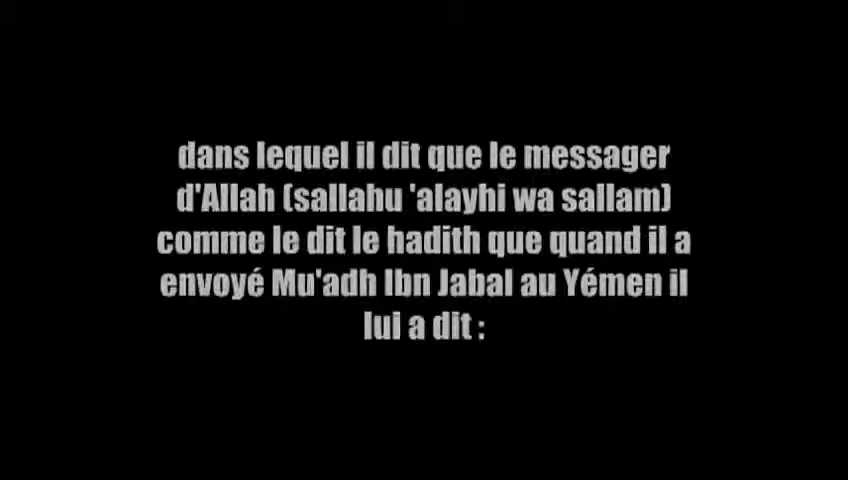 dans lequel il dit que le messager
d'Allah (sallahu 'alayhi wa sallam)
comme le dit le hadith que quand il a
envoyé Mu'adh Ibn Jabal au Yémen il
lui a dit :